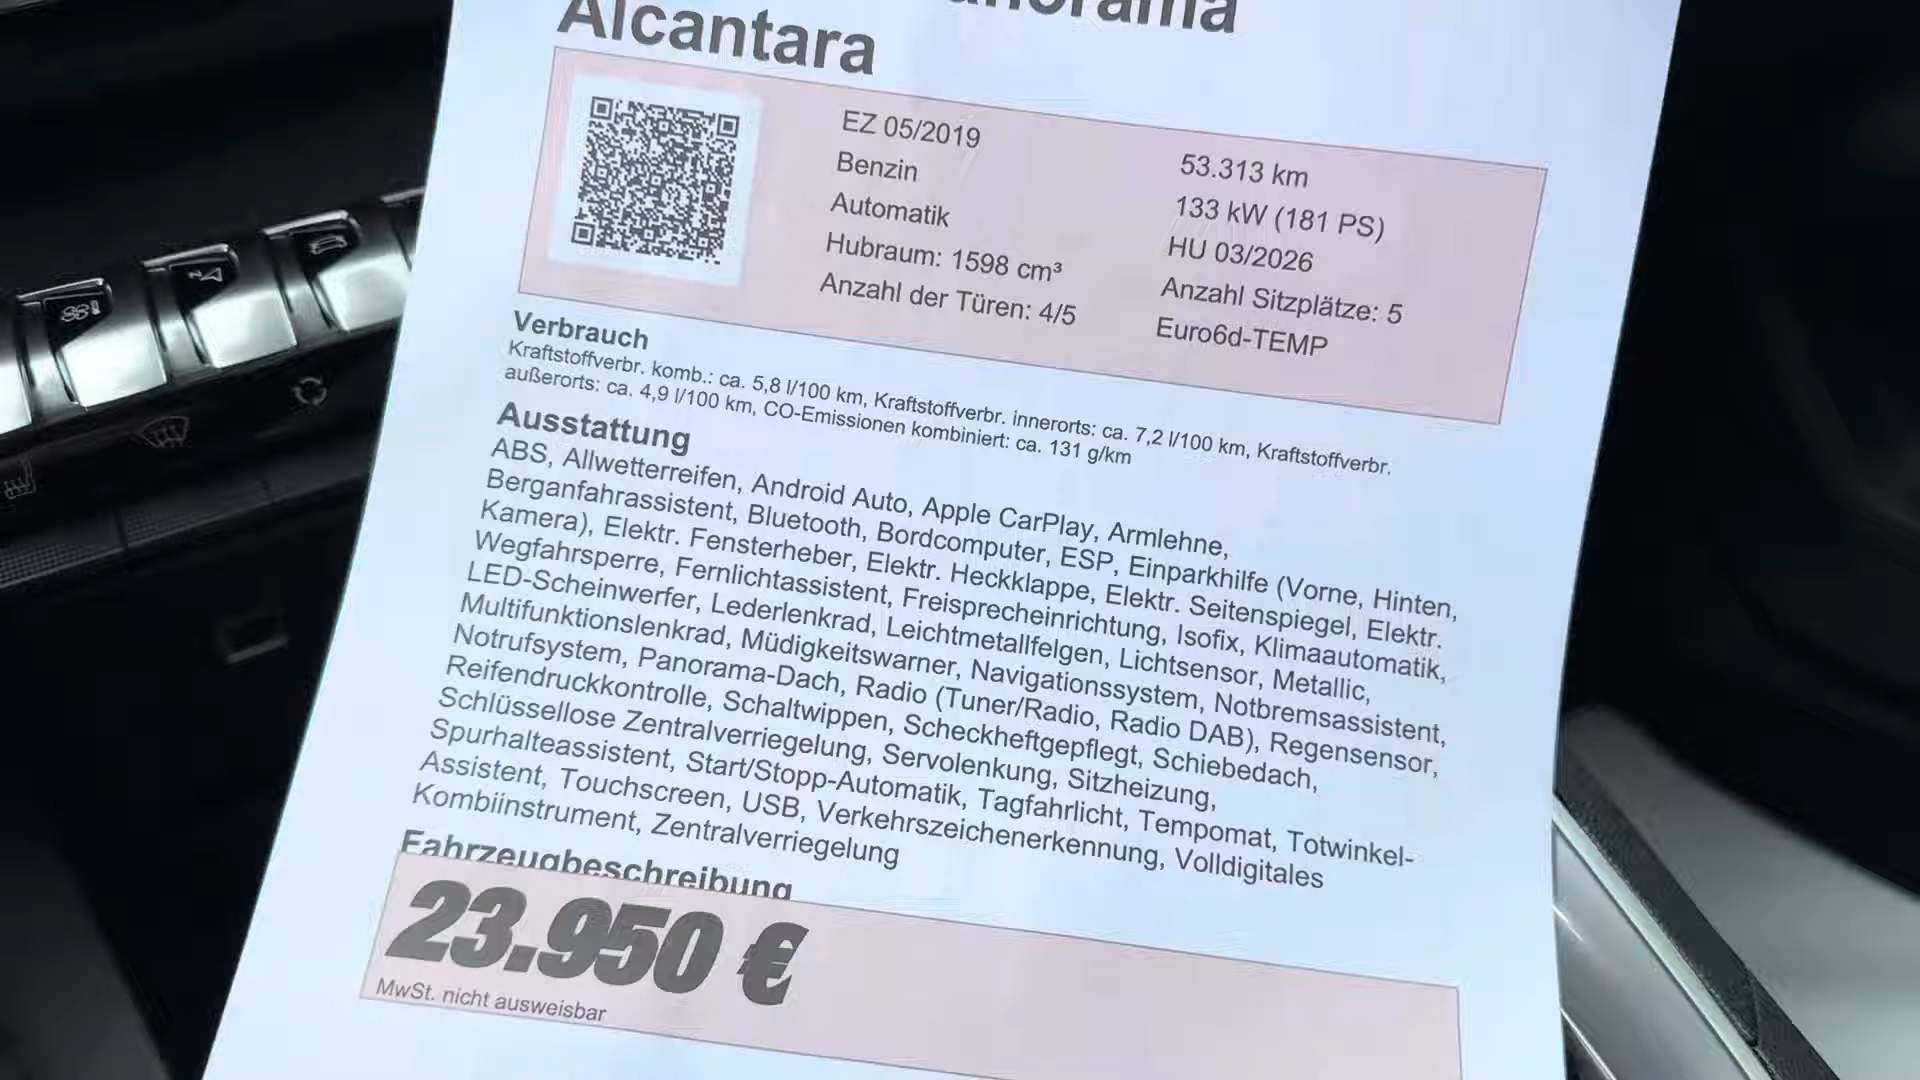 Alcantara
EZ 05/2019
Benzin
Automatik
Hubraum: 1598 cm³
Anzahl der Türen: 4/5
53.313 km
133 kW (181 PS)
HU 03/2026
Anzahl Sitzplätze: 5
Euro6d-TEMP
Verbrauch
Kraftstoffverbr. komb.: ca. 5,8 l/100 km, Kraftstoffverbr. innerorts: ca. 7,2 l/100 km, Kraftstoffverbr.
außerorts: ca. 4,9 l/100 km, CO-Emissionen kombiniert: ca. 131 g/km
Ausstattung
ABS, Allwetterreifen, Android Auto, Apple CarPlay, Armlehne,
Berganfahrassistent, Bluetooth, Bordcomputer, ESP, Einparkhilfe (Vorne, Hinten,
Kamera), Elektr. Fensterheber, Elektr. Heckklappe, Elektr. Seitenspiegel, Elektr.
Wegfahrsperre, Fernlichtassistent, Freisprecheinrichtung, Isofix, Klimaautomatik,
LED-Scheinwerfer, Lederlenkrad, Leichtmetallfelgen, Lichtsensor, Metallic,
Multifunktionslenkrad, Müdigkeitswarner, Navigationssystem, Notbremsassistent,
Notrufsystem, Panorama-Dach, Radio (Tuner/Radio, Radio DAB), Regensensor,
Reifendruckkontrolle, Schaltwippen, Scheckheftgepflegt, Schiebedach,
Schlüssellose Zentralverriegelung, Servolenkung, Sitzheizung,
Spurhalteassistent, Start/Stopp-Automatik, Tagfahrlicht, Tempomat, Totwinkel-
Assistent, Touchscreen, USB, Verkehrszeichenerkennung, Volldigitales
Kombiinstrument, Zentralverriegelung
Fahrzeugbeschreibung
23.950 €
MwSt. nicht ausweisbar